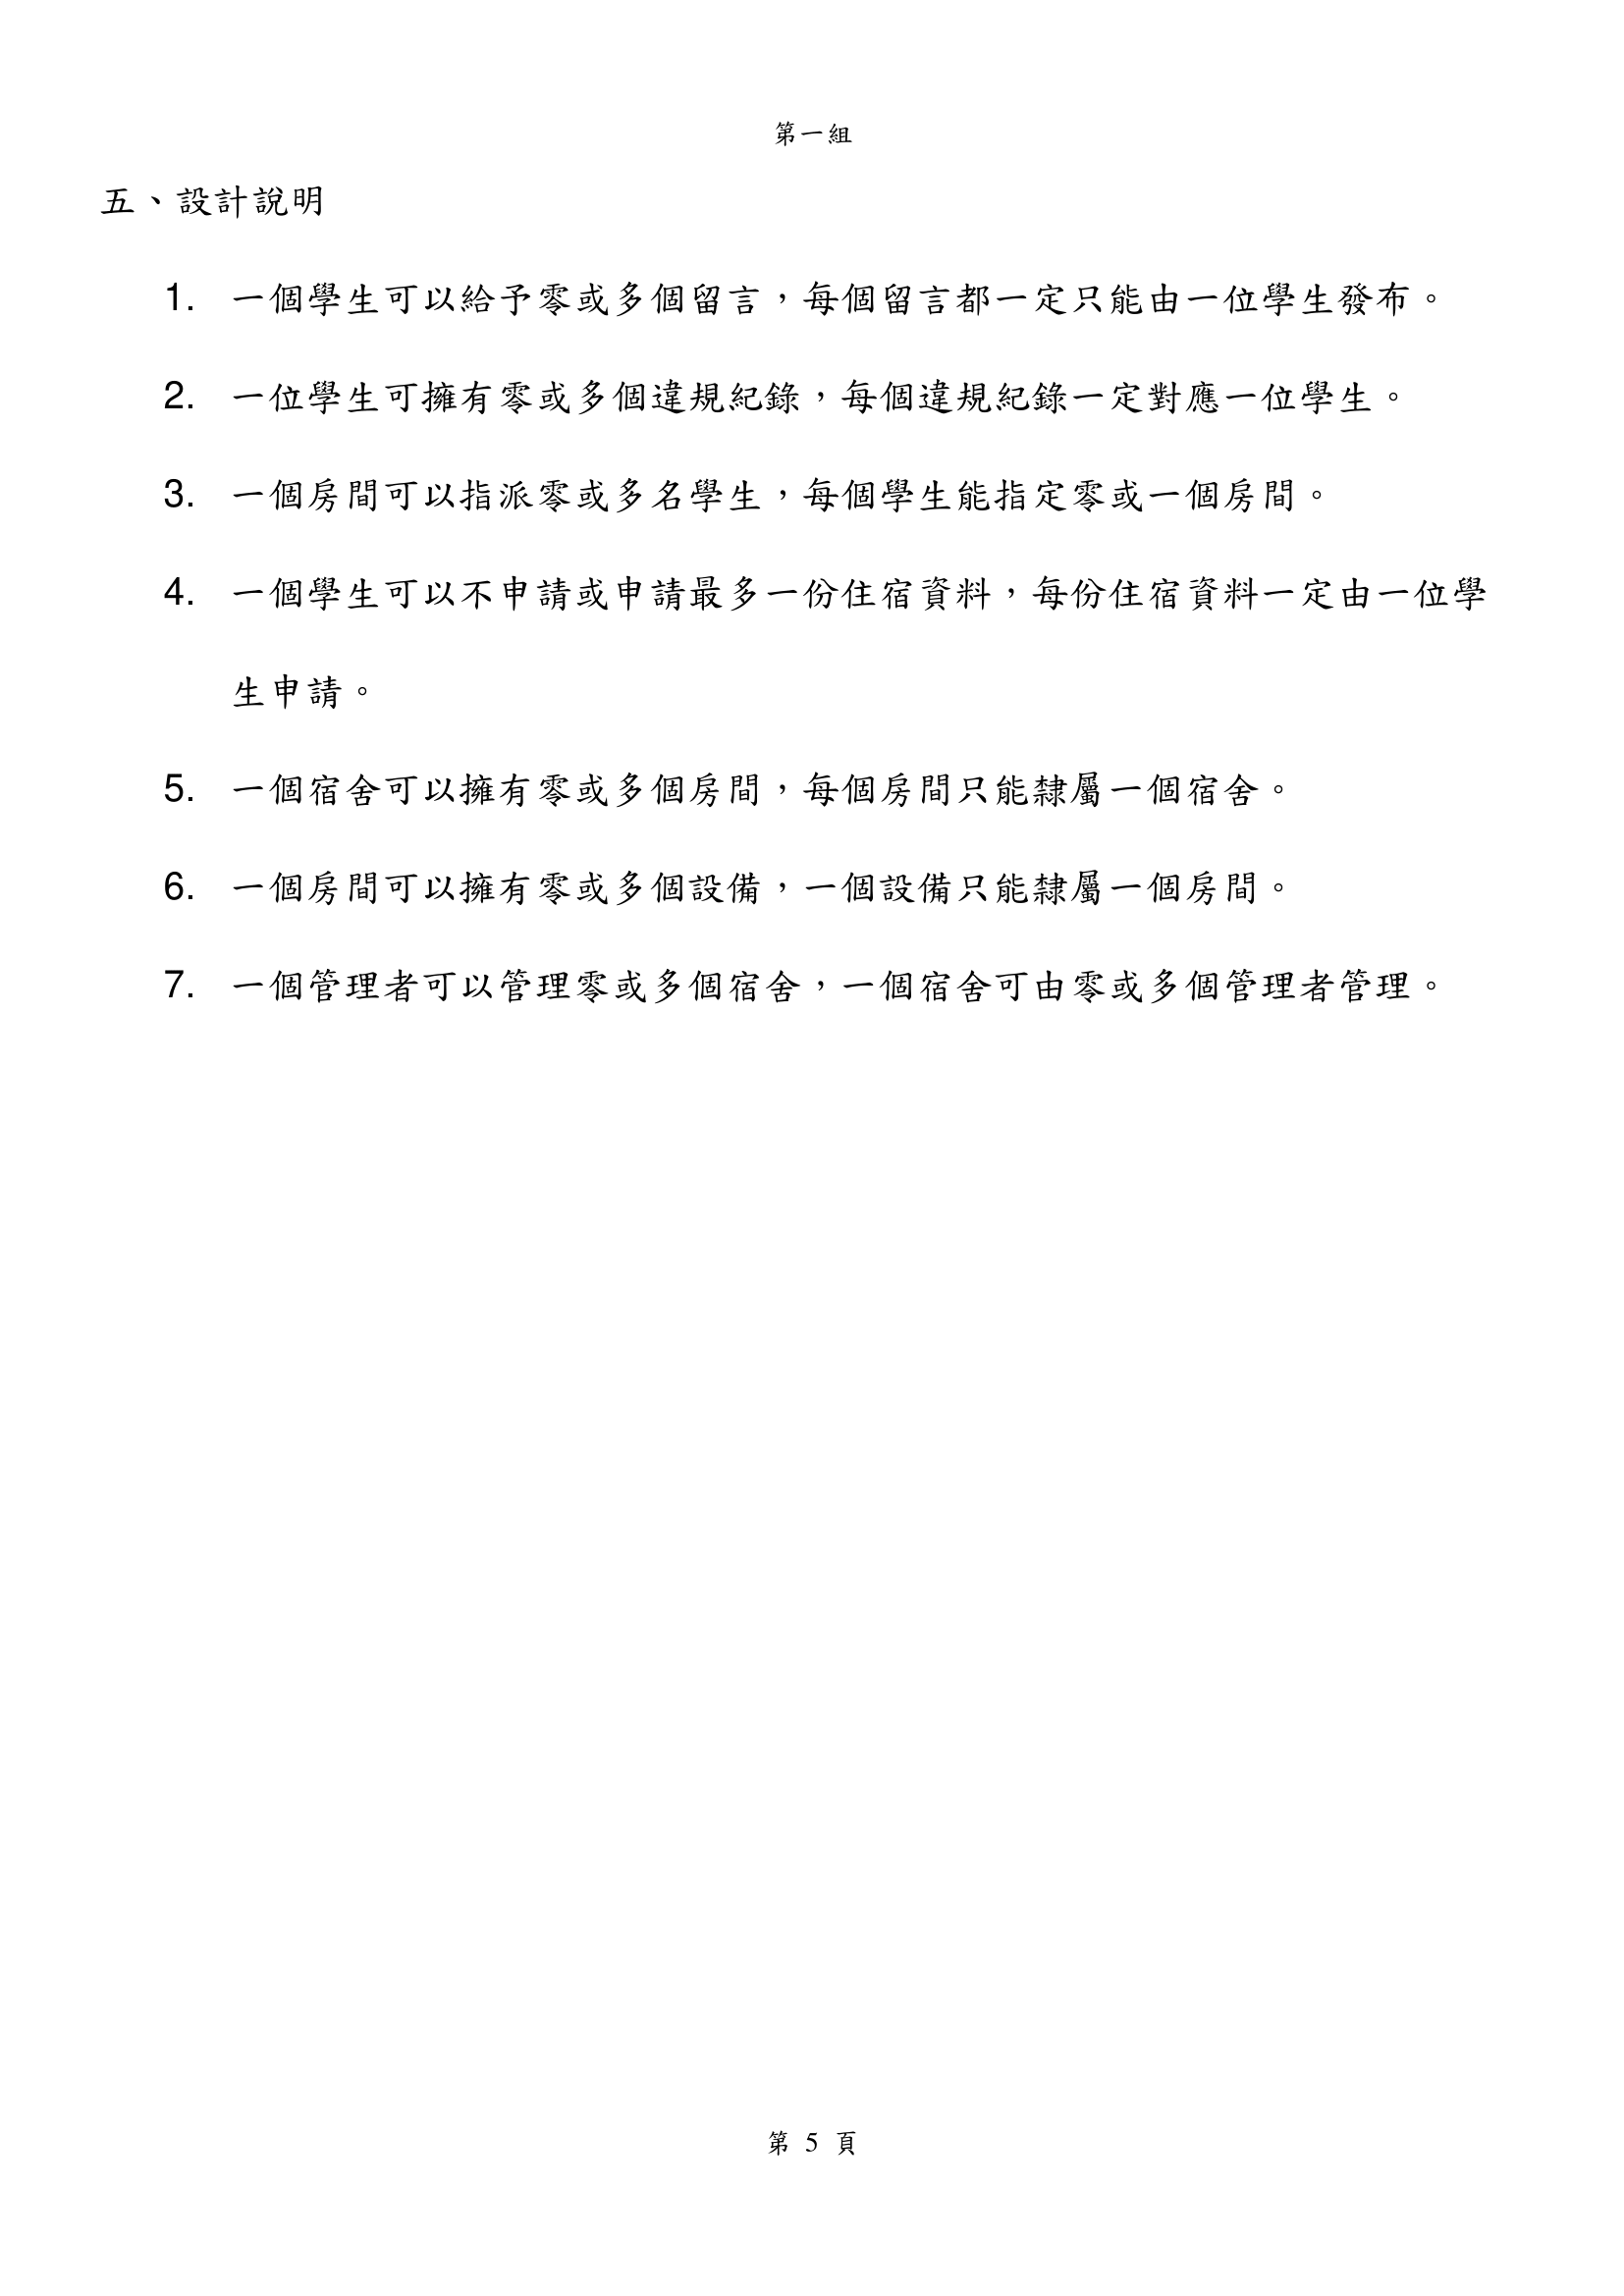 第一組
五、設計說明
1. 一個學生可以給予零或多個留言，每個留言都一定只能由一位學生發布。
2. 一位學生可擁有零或多個違規紀錄，每個違規紀錄一定對應一位學生。
3. 一個房間可以指派零或多名學生，每個學生能指定零或一個房間。
4. 一個學生可以不申請或申請最多一份住宿資料，每份住宿資料一定由一位學
生申請。
5. 一個宿舍可以擁有零或多個房間，每個房間只能隸屬一個宿舍。
6. 一個房間可以擁有零或多個設備，一個設備只能隸屬一個房間。
7. 一個管理者可以管理零或多個宿舍，一個宿舍可由零或多個管理者管理。
第 5 頁